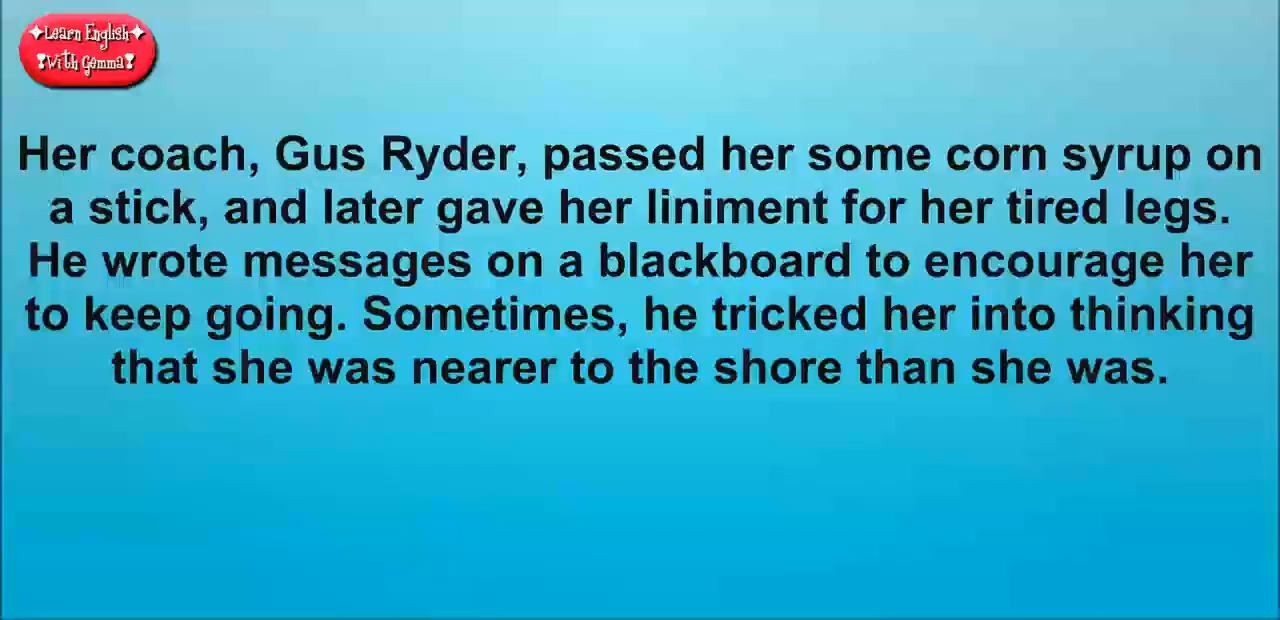 ✦Learn English✦
❣With Gemma❣
Her coach, Gus Ryder, passed her some corn syrup on
a stick, and later gave her liniment for her tired legs.
He wrote messages on a blackboard to encourage her
to keep going. Sometimes, he tricked her into thinking
that she was nearer to the shore than she was.